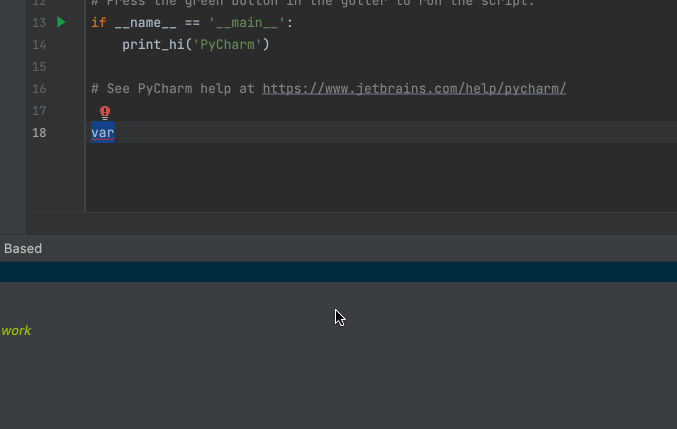 12 # Press the green button in the gutter to run the script.
13 if __name__ == '__main__':
14 print_hi('PyCharm')
15
16 # See PyCharm help at https://www.jetbrains.com/help/pycharm/
17
18 var
Based
work